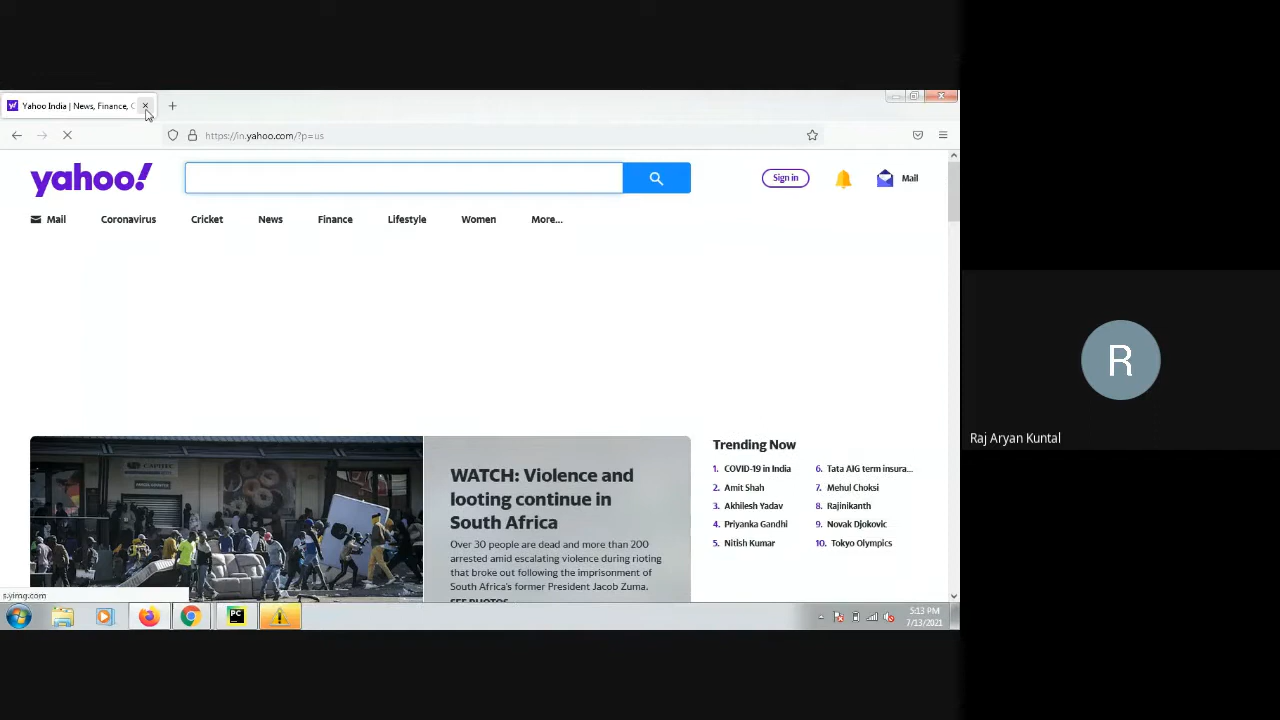 Yahoo India | News, Finance, C
https://in.yahoo.com/?p=us
yahoo!
Sign in
Mail
Mail
Coronavirus
Cricket
News
Finance
Lifestyle
Women
More...
WATCH: Violence and
looting continue in
South Africa
Over 30 people are dead and more than 200
arrested amid escalating violence during rioting
that broke out following the imprisonment of
South Africa's former President Jacob Zuma.
SEE PHOTOS
Trending Now
1. COVID-19 in India
2. Amit Shah
3. Akhilesh Yadav
4. Priyanka Gandhi
5. Nitish Kumar
6. Tata AIG term insura...
7. Mehul Choksi
8. Rajinikanth
9. Novak Djokovic
10. Tokyo Olympics
s.yimg.com
PC
5:13 PM
7/13/2021
R
Raj Aryan Kuntal